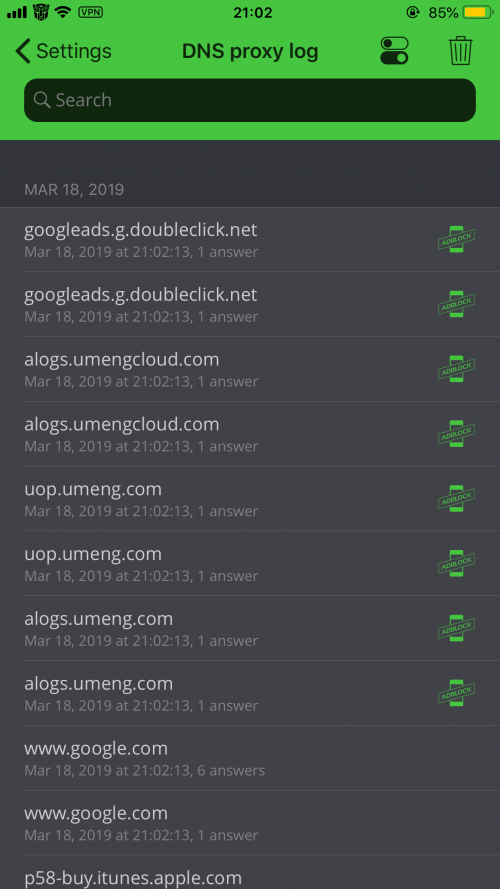 VPN
21:02
85%
Settings
DNS proxy log
Search
MAR 18, 2019
googleads.g.doubleclick.net
Mar 18, 2019 at 21:02:13, 1 answer
ADBLOCK
googleads.g.doubleclick.net
Mar 18, 2019 at 21:02:13, 1 answer
ADBLOCK
alogs.umengcloud.com
Mar 18, 2019 at 21:02:13, 1 answer
ADBLOCK
alogs.umengcloud.com
Mar 18, 2019 at 21:02:13, 1 answer
ADBLOCK
uop.umeng.com
Mar 18, 2019 at 21:02:13, 1 answer
ADBLOCK
uop.umeng.com
Mar 18, 2019 at 21:02:13, 1 answer
ADBLOCK
alogs.umeng.com
Mar 18, 2019 at 21:02:13, 1 answer
ADBLOCK
alogs.umeng.com
Mar 18, 2019 at 21:02:13, 1 answer
ADBLOCK
www.google.com
Mar 18, 2019 at 21:02:13, 6 answers
www.google.com
Mar 18, 2019 at 21:02:13, 1 answer
p58-buy.itunes.apple.com